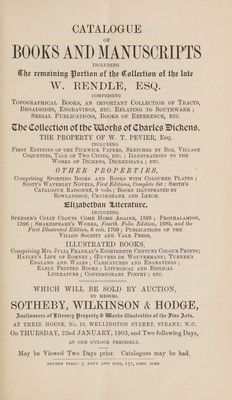 CATALOGUE
OF
BOOKS AND MANUSCRIPTS
INCLUDING
The remaining Portion of the Collection of the late
W. RENDLE, ESQ.
COMPRISING
TOPOGRAPHICAL BOOKS, AN IMPORTANT COLLECTION OF TRACTS,
BROADSIDES, ENGRAVINGS, ETC. RELATING TO SOUTHWARK;
SERIAL PUBLICATIONS, BOOKS OF REFERENCE, ETC.
The Collection of the Works of Charles Dickens,
THE PROPERTY OF W. T. PEVIER, ESQ.
INCLUDING
FIRST EDITIONS OF THE PICKWICK PAPERS, SKETCHES BY BOZ, VILLAGE
COQUETTES, TALE OF TWO CITIES, ETC.; ILLUSTRATIONS TO THE
WORKS OF DICKENS, DICKENSIANA; ETC.
OTHER PROPERTIES,
Comprising SPORTING BOOKS AND BOOKS WITH COLOURED PLATES;
SCOTT'S WAVERLEY NOVELS, First Editions, Complete Set; SMITH'S
CATALOGUE RAISONNÉ, 9 vols; BOOKS ILLUSTRATED BY
ROWLANDSON, CRUIKSHANK AND LEECH.
Elizabethan Literature,
INCLUDING
SPENSER'S COLIN CLOUTS COME HOME AGAINE, 1595; PROTHALAMION,
1596; SHAKESPEARE'S WORKS, Fourth Folio Edition, 1685, and the
First Illustrated Edition, 6 vols. 1709; PUBLICATIONS OF THE
VILLON SOCIETY AND VALE PRESS,
ILLUSTRATED BOOKS,
Comprising MRS. JULIA FRANKAU'S EIGHTEENTH CENTURY COLOUR PRINTS;
HAYLEY'S LIFE OF ROMNEY; ŒUVRES DE WOUVERMANS; TURNER'S
ENGLAND AND WALES; CARICATURES AND ENGRAVINGS;
EARLY PRINTED BOOKS; LITURGICAL AND BIBLICAL
LITERATURE; CONTEMPORARY POETRY; ETC.
WHICH WILL BE SOLD BY AUCTION,
BY MESSRS.
SOTHEBY, WILKINSON & HODGE,
Auctioneers of Literary Property & Works illustrative of the Fine Arts,
AT THEIR HOUSE, No. 13, WELLINGTON STREET, STRAND, W.C.
On THURSDAY, 22nd JANUARY, 1903, and Two following Days,
AT ONE O'CLOCK PRECISELY.
May be Viewed Two Days prior. Catalogues may be had.
DRYDEN PRESS: J. DAVY AND SONS, 137, LONG ACRE.